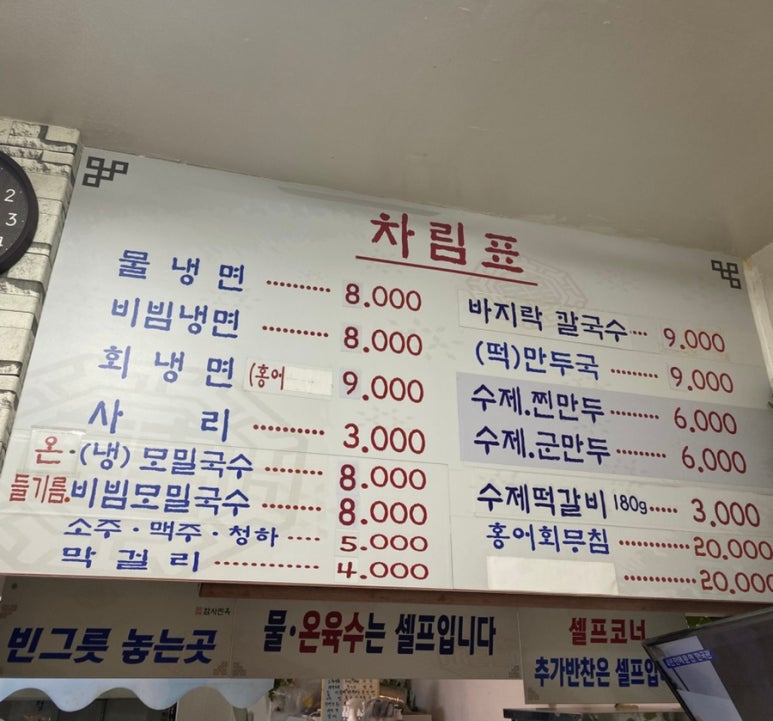 차림표
물냉면 ......... 8.000
비빔냉면 ......... 8.000
회냉면 (홍어 9.000
사리 .......... 3.000
온·(냉)모밀국수 ........ 8.000
들기름.비빔모밀국수 ........ 8.000
소주·맥주·청하 .... 5.000
막걸리 ............... 4.000
바지락 칼국수... 9.000
(떡)만두국 ....... 9.000
수제.찐만두 ....... 6.000
수제.군만두 ....... 6.000
수제떡갈비 180g..... 3.000
홍어회무침 .......... 20.000
.......... 20.000
빈그릇 놓는곳
물·온육수는 셀프입니다
셀프코너
추가반찬은 셀프입
2
3